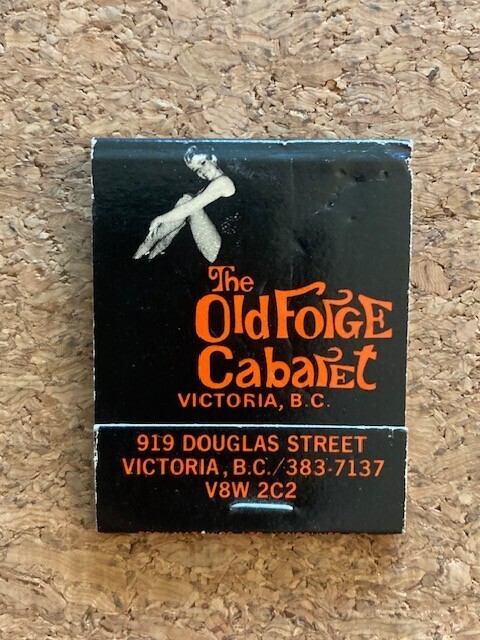 The
Old Forge
Cabaret
VICTORIA, B.C.
919 DOUGLAS STREET
VICTORIA, B.C./383-7137
V8W 2C2